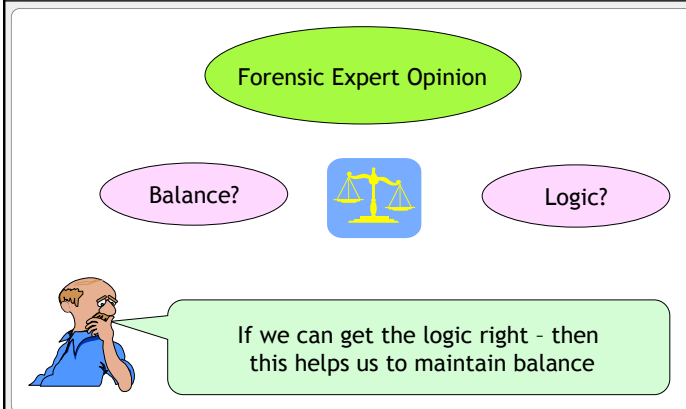 Forensic Expert Opinion
Balance?
Logic?
If we can get the logic right – then
this helps us to maintain balance